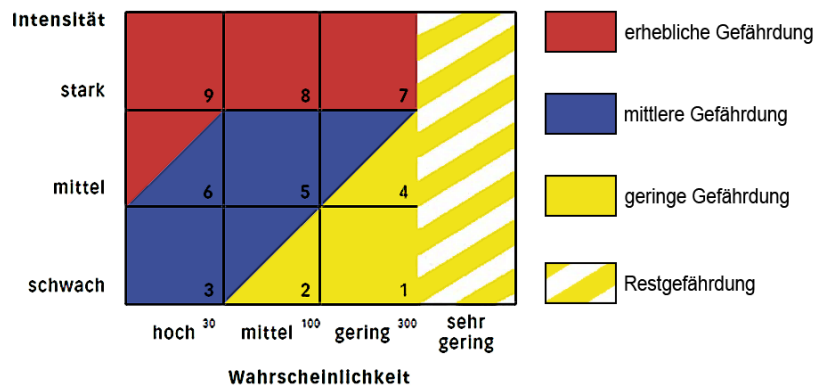 Intensität
stark
mittel
schwach
9 8 7
6 5 4
3 2 1
hoch 30 mittel 100 gering 300 sehr gering
Wahrscheinlichkeit
erhebliche Gefährdung
mittlere Gefährdung
geringe Gefährdung
Restgefährdung